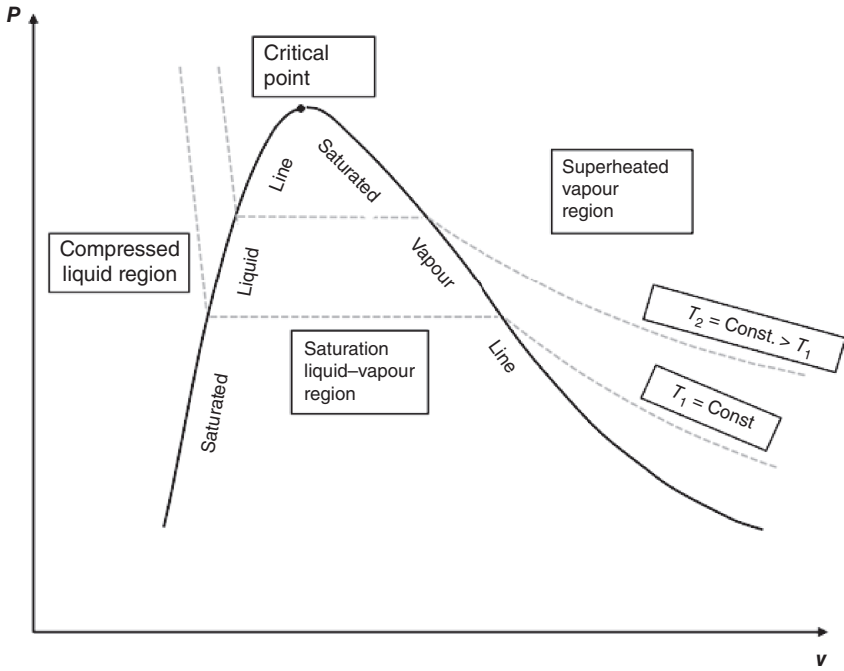 P
Critical
point
Superheated
vapour
region
Compressed
liquid region
Saturated
Liquid
Line
Saturated
Vapour
Line
Saturation
liquid–vapour
region
T₂ = Const. > T₁
T₁ = Const
v